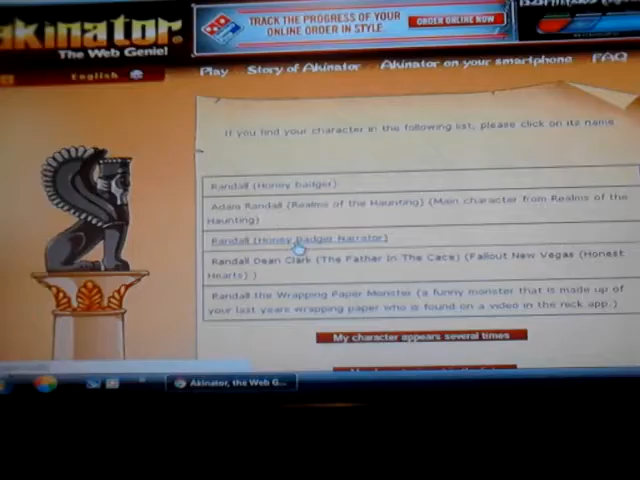 akinator.
The Web Genie!
TRACK THE PROGRESS OF YOUR
ONLINE ORDER IN STYLE.
ORDER ONLINE NOW
English
Play Story of Akinator Akinator on your smartphone FAQ
If you find your character in the following list, please click on its name
Randall (Honey badger)
Adam Randall (Realms of the Haunting) (Main character from Realms of the
Haunting)
Randall (Honey Badger Narrator)
Randall Dean Clark (The Father In The Cave) (Fallout New Vegas (Honest
Hearts) )
Randall the Wrapping Paper Monster (a funny monster that is made up of
your last years wrapping paper who is found on a video in the neck app.)
My character appears several times
Akinator, the Web G...